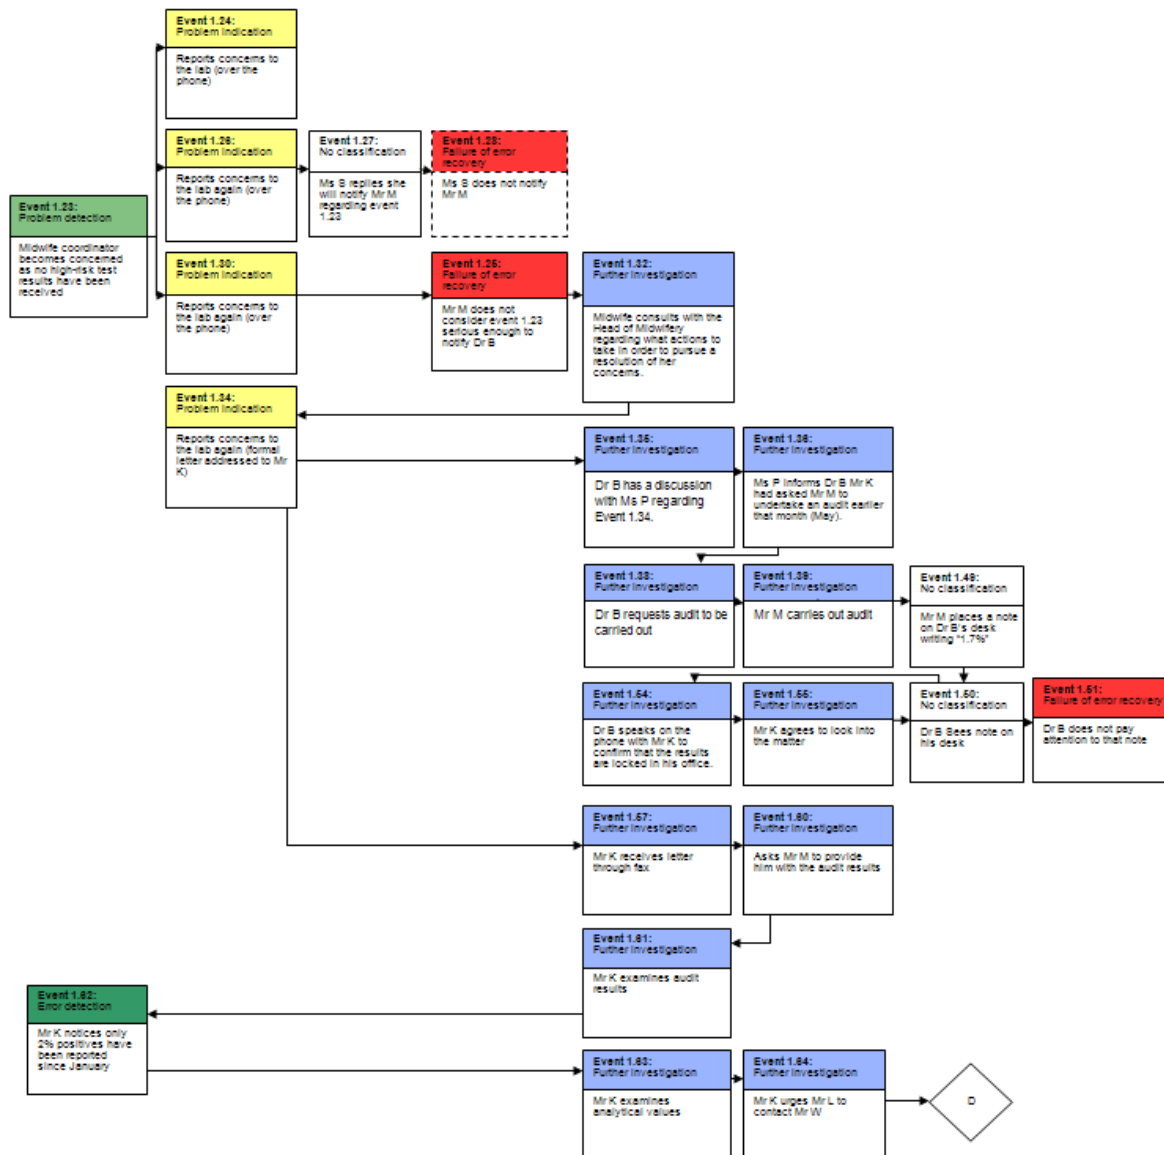 Event 1.24:
Problem Indication
Reports concerns to
the lab (over the
phone)
Event 1.26:
Problem Indication
Reports concerns to
the lab again (over
the phone)
Event 1.27:
No classification
Ms S replies she
will notify Mr M
regarding event
1.23
Event 1.28:
Failure of error
recovery
Ms S does not notify
Mr M
Event 1.23:
Problem detection
Midwife coordinator
becomes concerned
as no high-risk test
results have been
received
Event 1.30:
Problem Indication
Reports concerns to
the lab again (over
the phone)
Event 1.25:
Failure of error
recovery
Mr M does not
consider event 1.23
serious enough to
notify Dr B
Event 1.32:
Further Investigation
Midwife consults with the
Head of Midwifery
regarding what actions to
take in order to pursue a
resolution of her
concerns.
Event 1.34:
Problem Indication
Reports concerns to
the lab again (formal
letter addressed to Mr
K)
Event 1.35:
Further Investigation
Dr B has a discussion
with Ms P regarding
Event 1.34.
Event 1.36:
Further Investigation
Ms P informs Dr B Mr K
had asked Mr M to
undertake an audit earlier
that month (May).
Event 1.38:
Further Investigation
Dr B requests audit to be
carried out
Event 1.39:
Further Investigation
Mr M carries out audit
Event 1.49:
No classification
Mr M places a note
on Dr B's desk
writing "1.7%"
Event 1.54:
Further Investigation
Dr B speaks on the
phone with Mr K to
confirm that the results
are locked in his office.
Event 1.55:
Further Investigation
Mr K agrees to look into
the matter
Event 1.50:
No classification
Dr B Sees note on
his desk
Event 1.51:
Failure of error recovery
Dr B does not pay
attention to that note
Event 1.57:
Further Investigation
Mr K receives letter
through fax
Event 1.60:
Further Investigation
Asks Mr M to provide
him with the audit results
Event 1.61:
Further Investigation
Mr K examines audit
results
Event 1.62:
Error detection
Mr K notices only
2% positives have
been reported
since January
Event 1.63:
Further Investigation
Mr K examines
analytical values
Event 1.64:
Further Investigation
Mr K urges Mr L to
contact Mr W
D